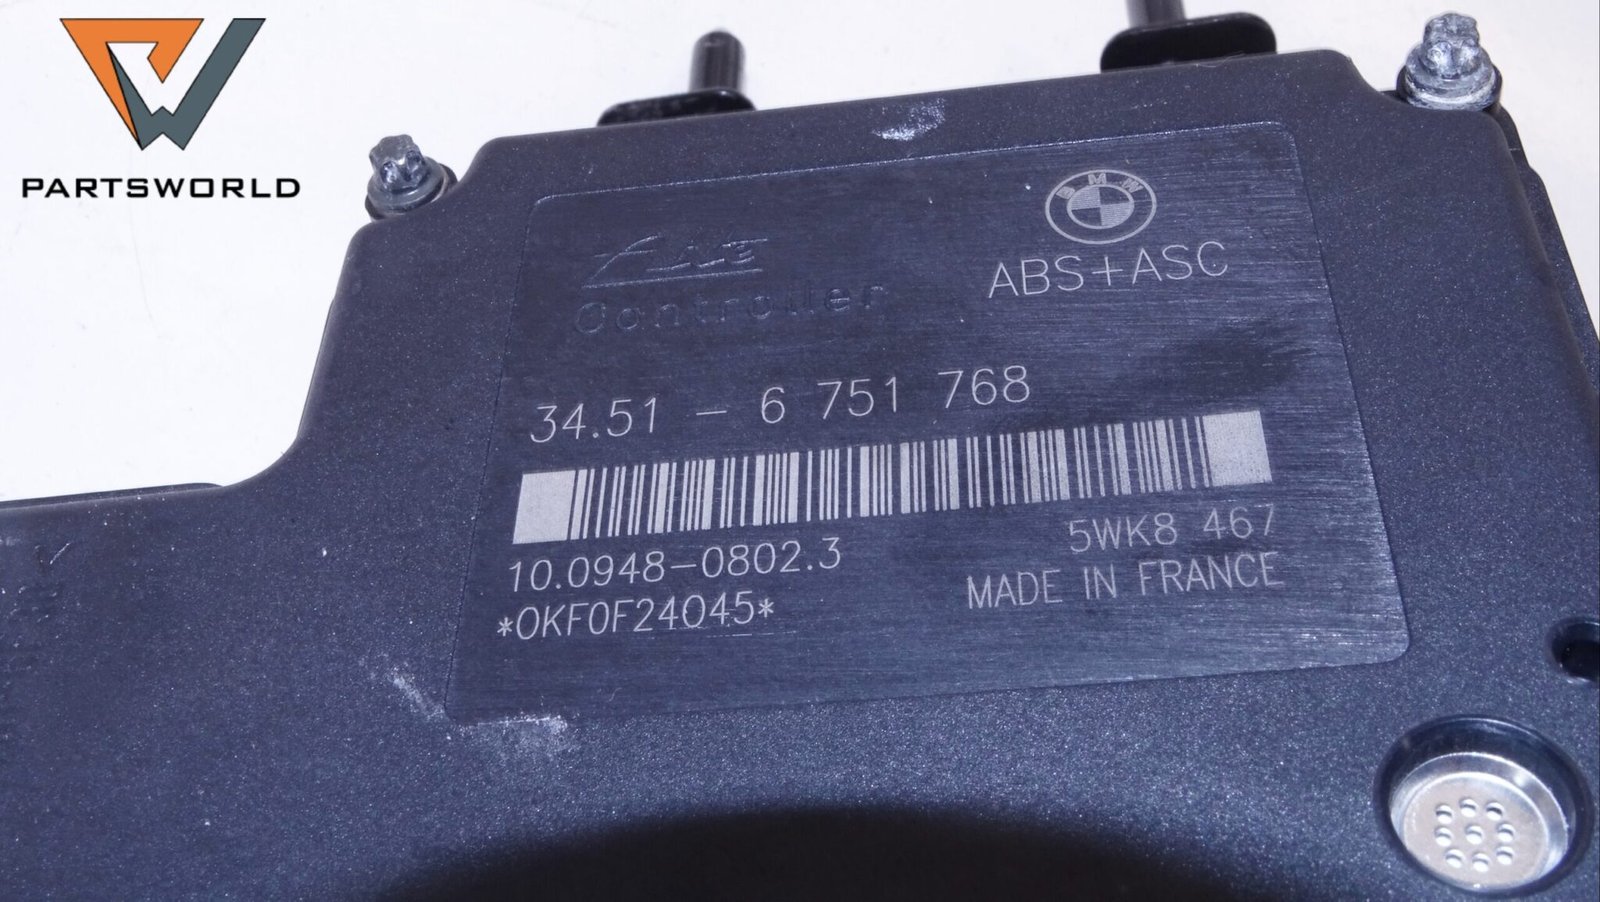 PARTSWORLD
BMW
ABS+ASC
Controller
34.51 - 6 751 768
10.0948-0802.3
5WK8 467
*0KF0F24045*
MADE IN FRANCE